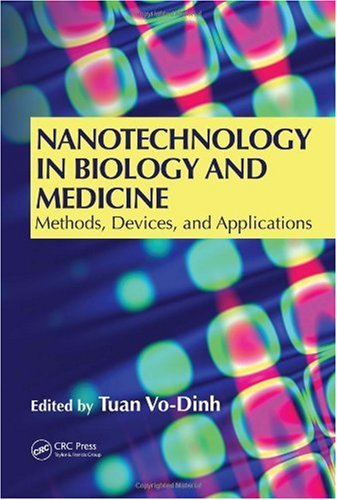 NANOTECHNOLOGY
IN BIOLOGY AND
MEDICINE
Methods, Devices, and Applications
Edited by Tuan Vo-Dinh
CRC
CRC Press
Taylor & Francis Group